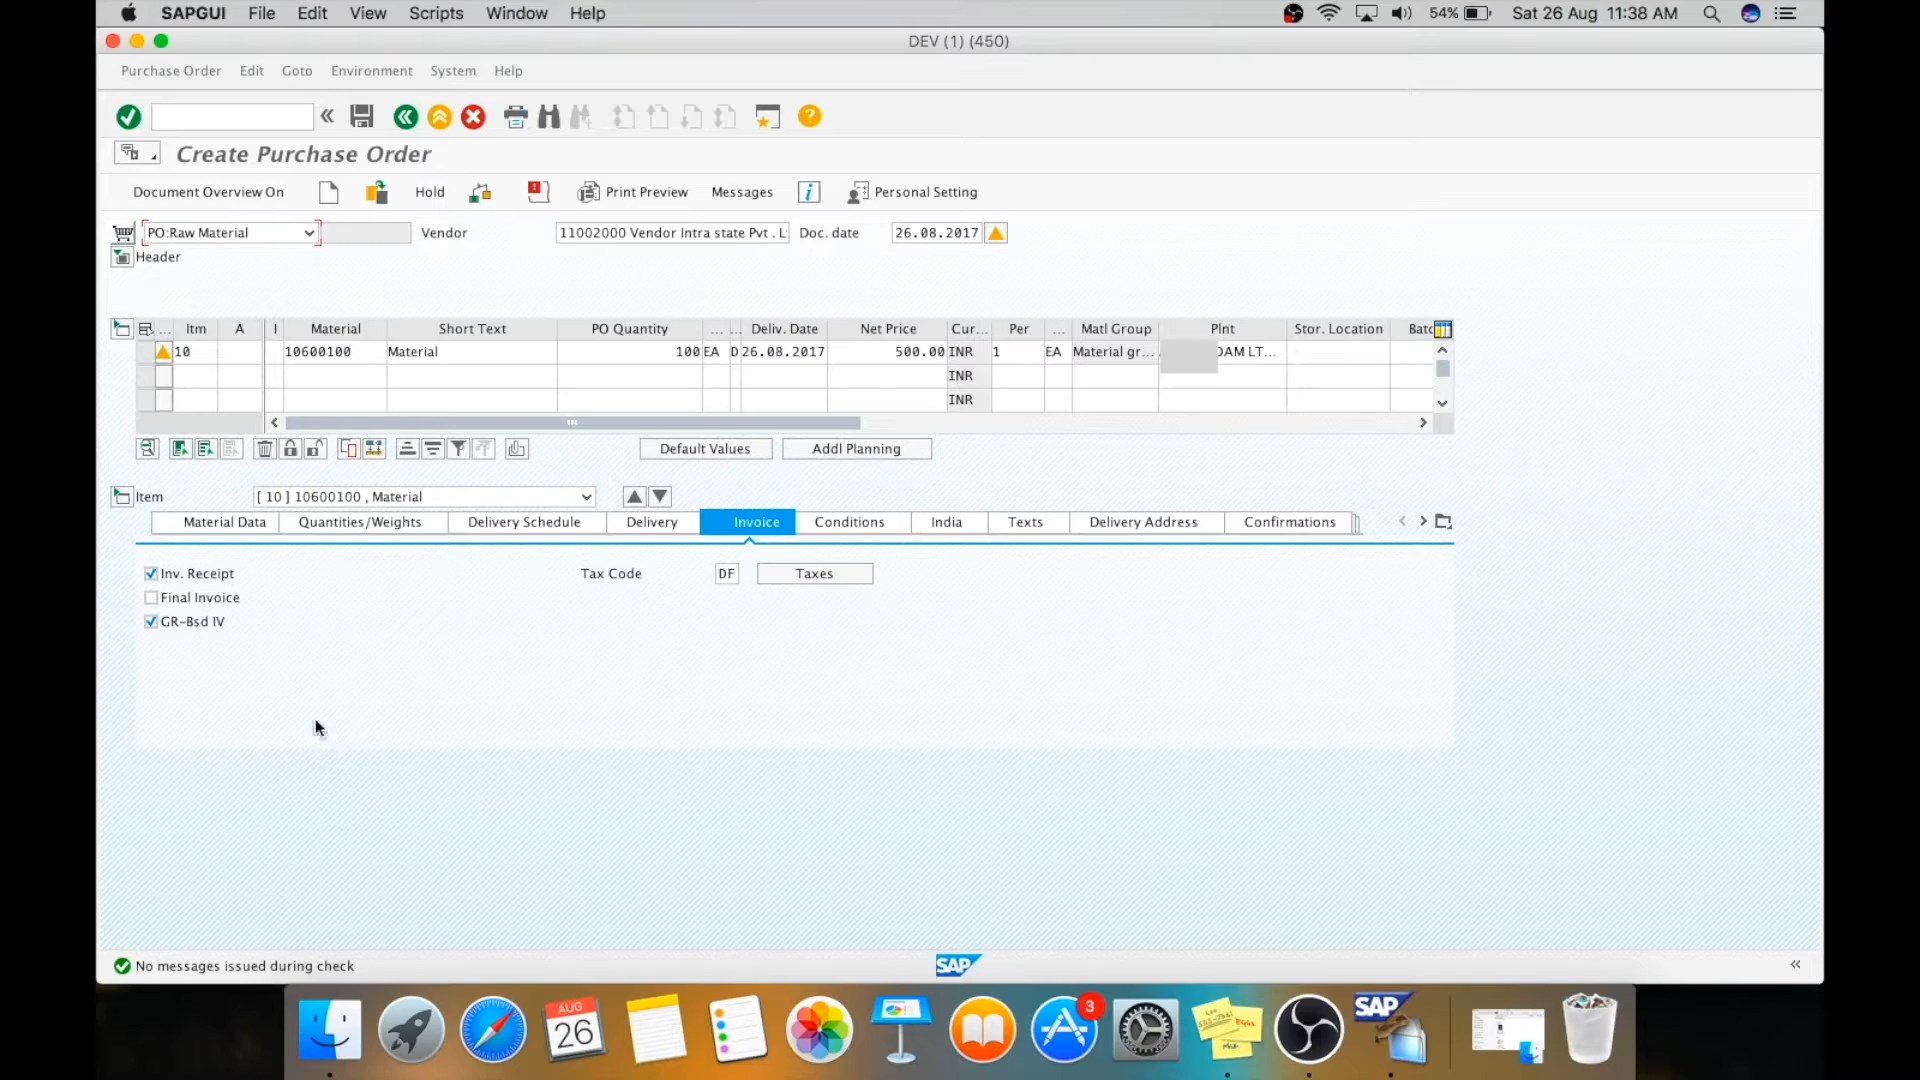 SAPGUI File Edit View Scripts Window Help 54% Sat 26 Aug 11:38 AM
DEV (1) (450)
Purchase Order Edit Goto Environment System Help
Create Purchase Order
Document Overview On Hold Print Preview Messages Personal Setting
PO:Raw Material Vendor 11002000 Vendor Intra state Pvt . L Doc. date 26.08.2017
Header
... Itm A I Material Short Text PO Quantity ... ... Deliv. Date Net Price Cur... Per ... Matl Group Plnt Stor. Location Batc
10 10600100 Material 100 EA D 26.08.2017 500.00 INR 1 EA Material gr... DAM LT...
INR
INR
Default Values Addl Planning
Item [ 10 ] 10600100 , Material
Material Data Quantities/Weights Delivery Schedule Delivery Invoice Conditions India Texts Delivery Address Confirmations
Inv. Receipt Tax Code DF Taxes
Final Invoice
GR-Bsd IV
No messages issued during check SAP
AUG
26
3
SAP